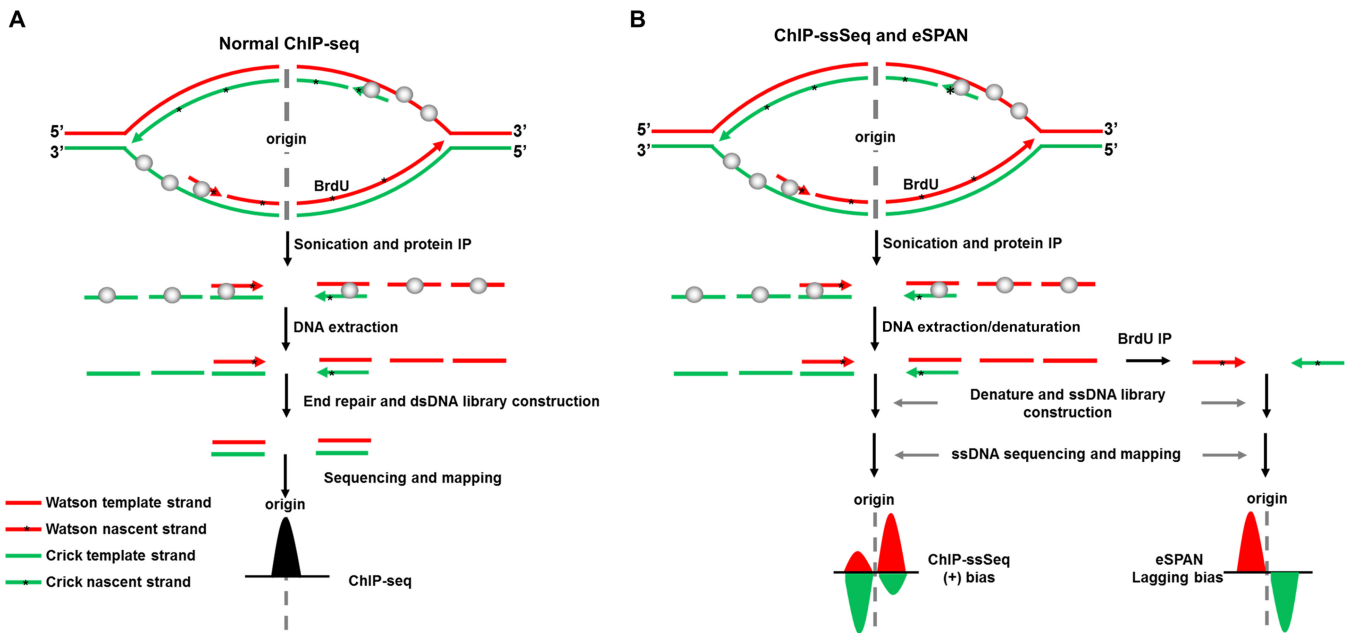 A
Normal ChIP-seq
5’
3’
3’
5’
origin
BrdU
Sonication and protein IP
DNA extraction
End repair and dsDNA library construction
Sequencing and mapping
origin
ChIP-seq
Watson template strand
Watson nascent strand
Crick template strand
Crick nascent strand
B
ChIP-ssSeq and eSPAN
5’
3’
3’
5’
origin
BrdU
Sonication and protein IP
DNA extraction/denaturation
BrdU IP
Denature and ssDNA library
construction
ssDNA sequencing and mapping
origin
ChIP-ssSeq
(+) bias
origin
eSPAN
Lagging bias